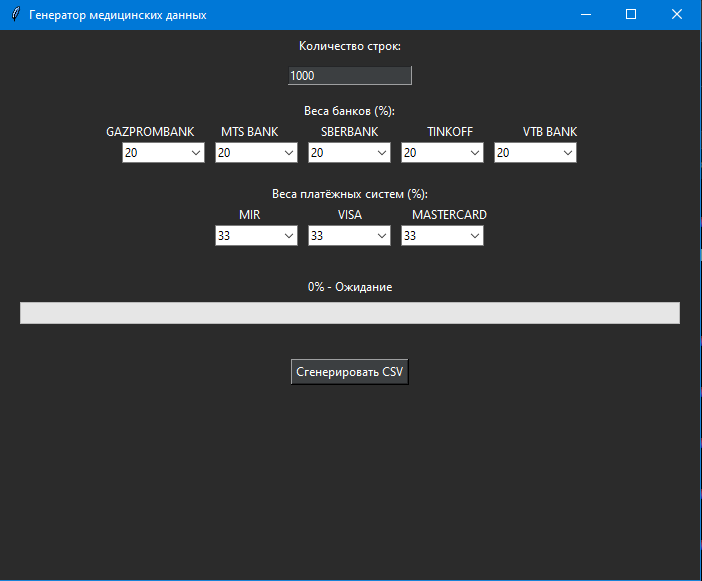 Генератор медицинских данных
Количество строк:
1000
Веса банков (%):
GAZPROMBANK MTS BANK SBERBANK TINKOFF VTB BANK
20 20 20 20 20
Веса платёжных систем (%):
MIR VISA MASTERCARD
33 33 33
0% - Ожидание
Сгенерировать CSV